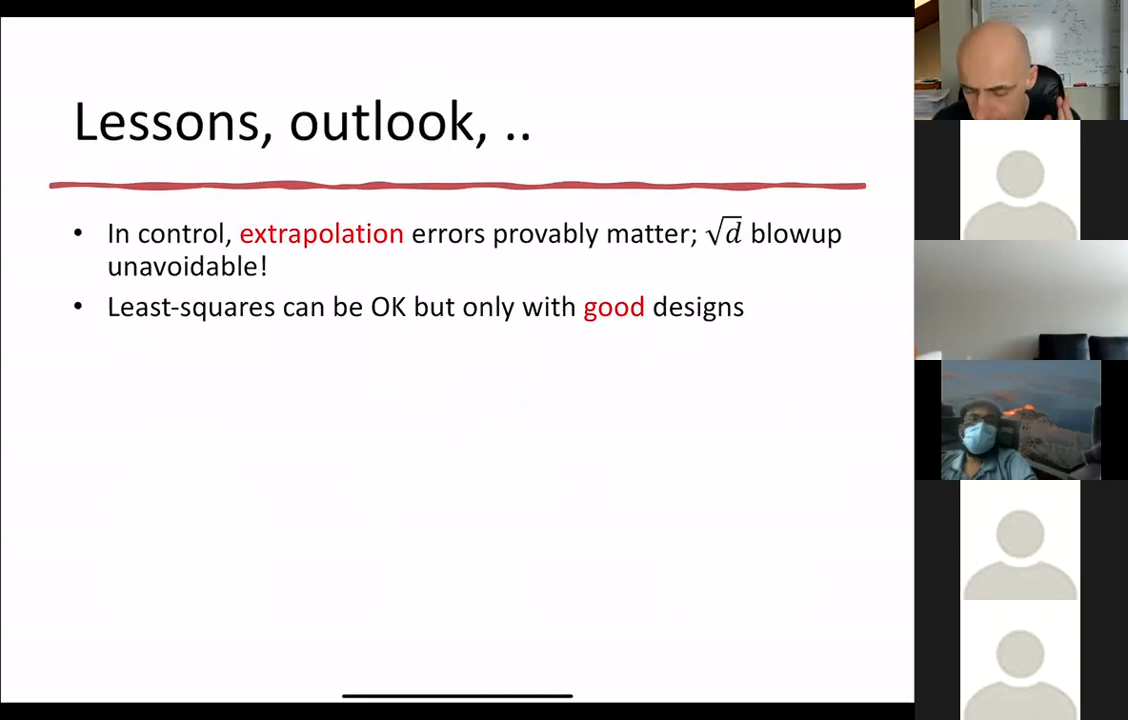 Lessons, outlook, ..
• In control, extrapolation errors provably matter; √d blowup
unavoidable!
• Least-squares can be OK but only with good designs